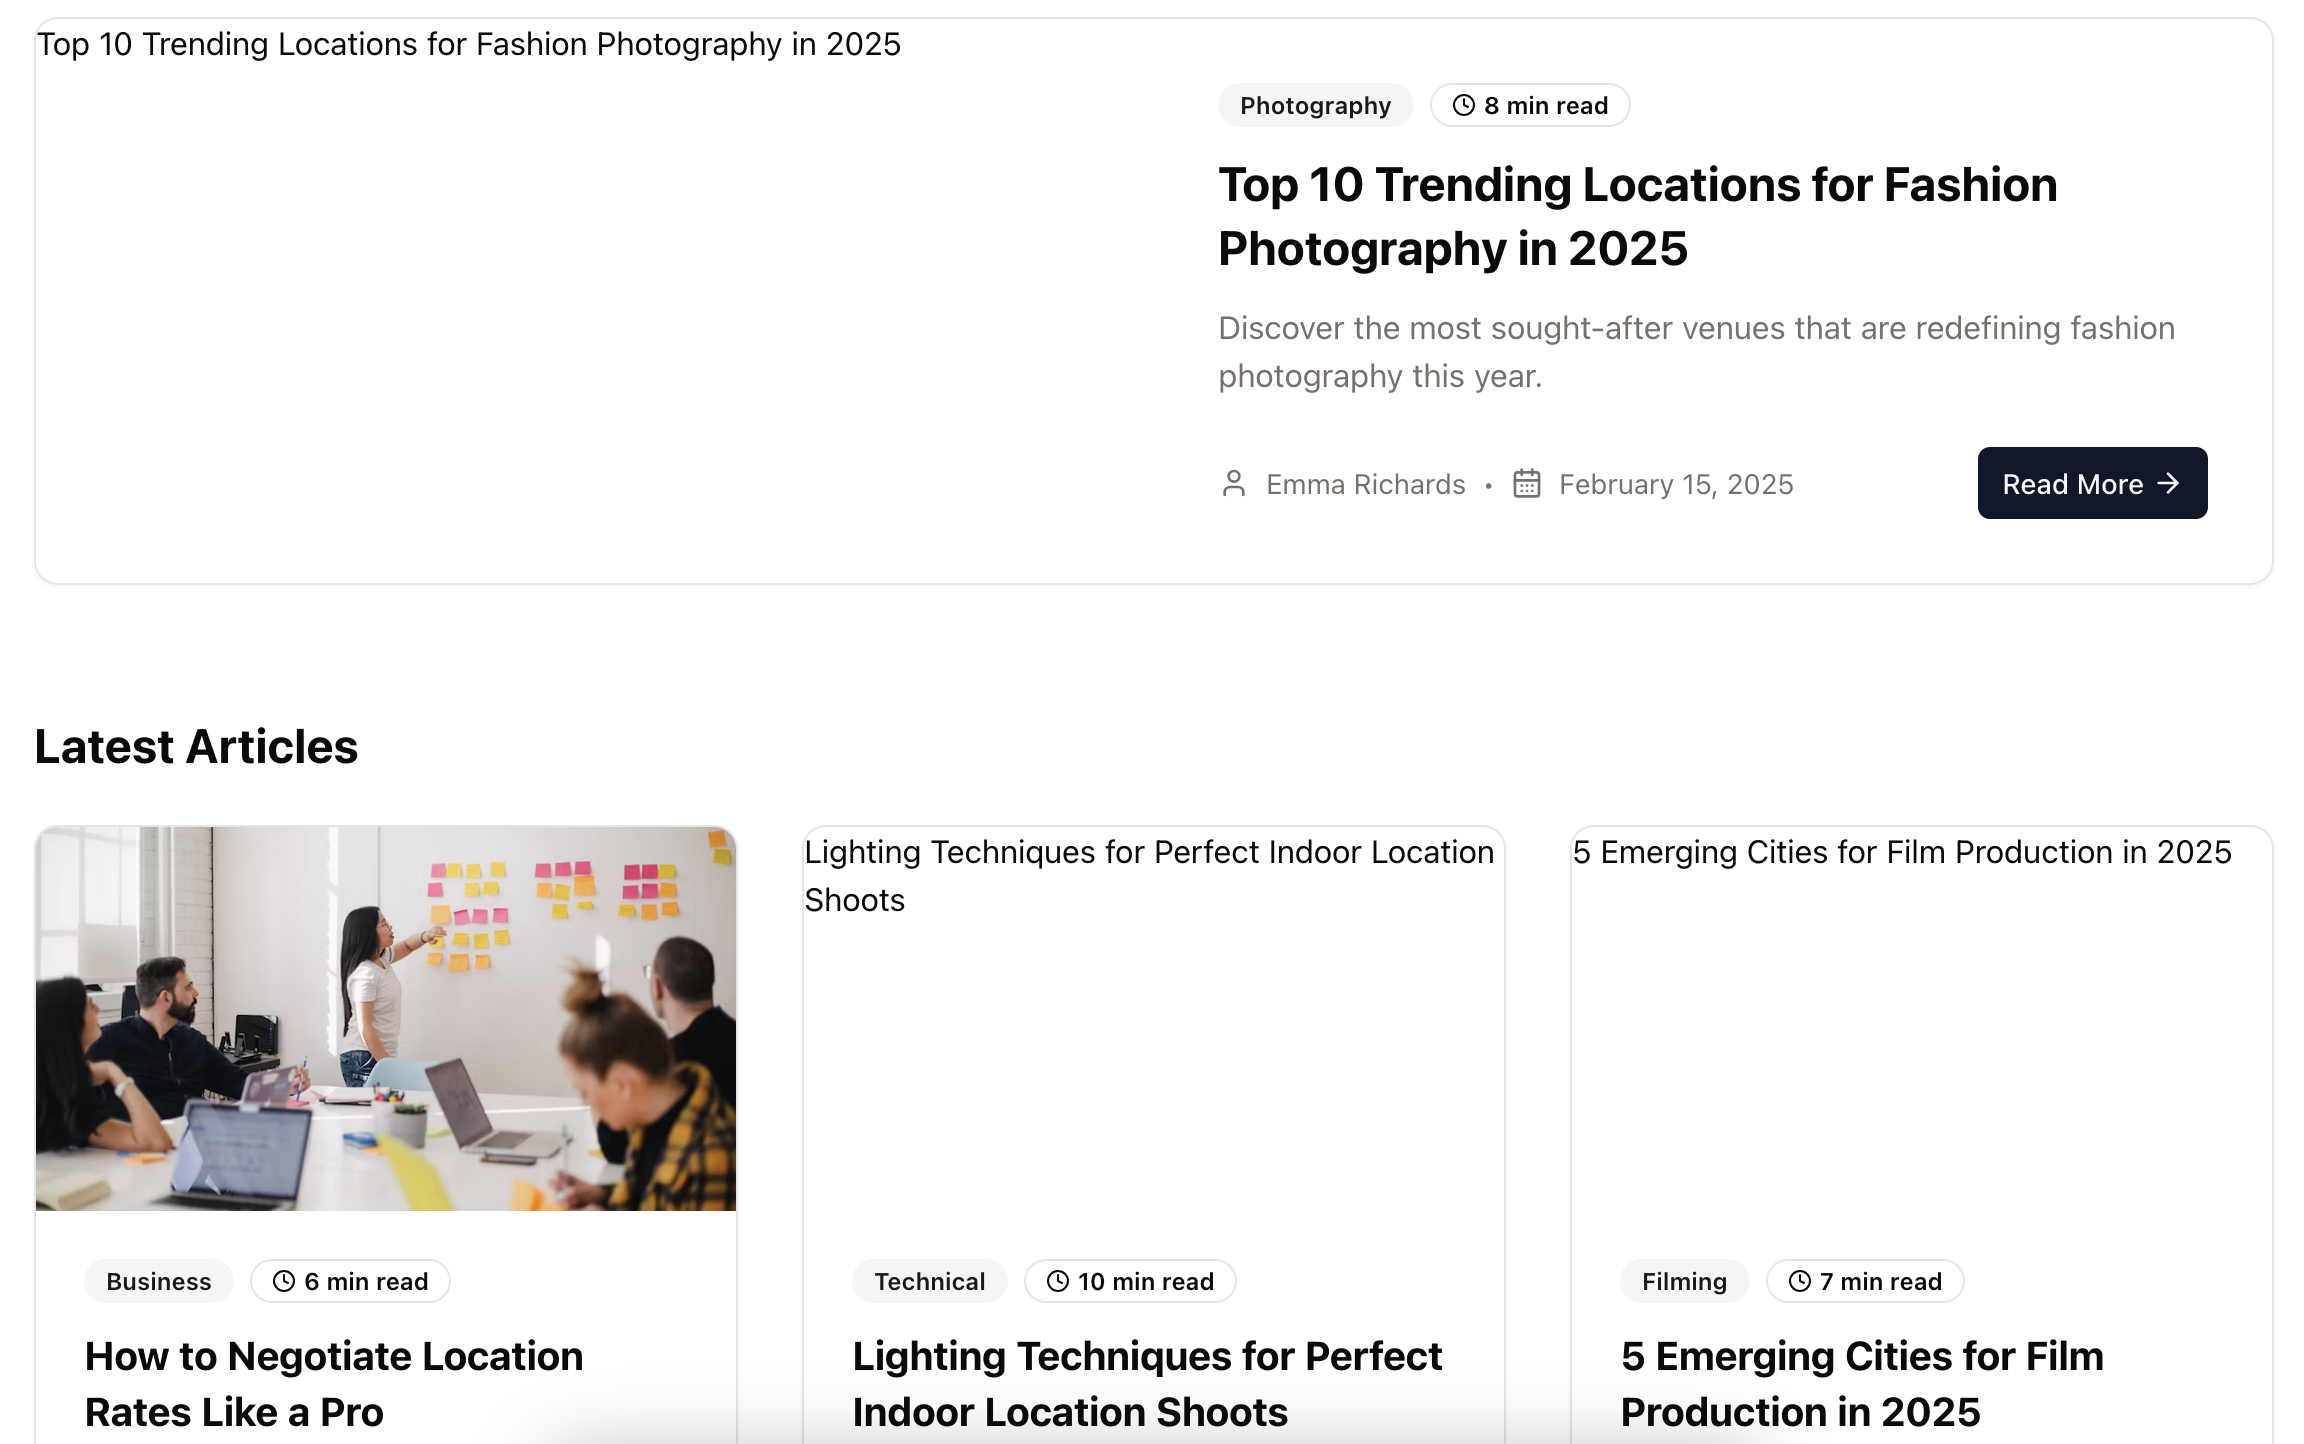 Top 10 Trending Locations for Fashion Photography in 2025
Photography
8 min read
Top 10 Trending Locations for Fashion
Photography in 2025
Discover the most sought-after venues that are redefining fashion
photography this year.
Emma Richards • February 15, 2025
Read More →
Latest Articles
Business
6 min read
How to Negotiate Location
Rates Like a Pro
Lighting Techniques for Perfect Indoor Location
Shoots
Technical
10 min read
Lighting Techniques for Perfect
Indoor Location Shoots
5 Emerging Cities for Film Production in 2025
Filming
7 min read
5 Emerging Cities for Film
Production in 2025